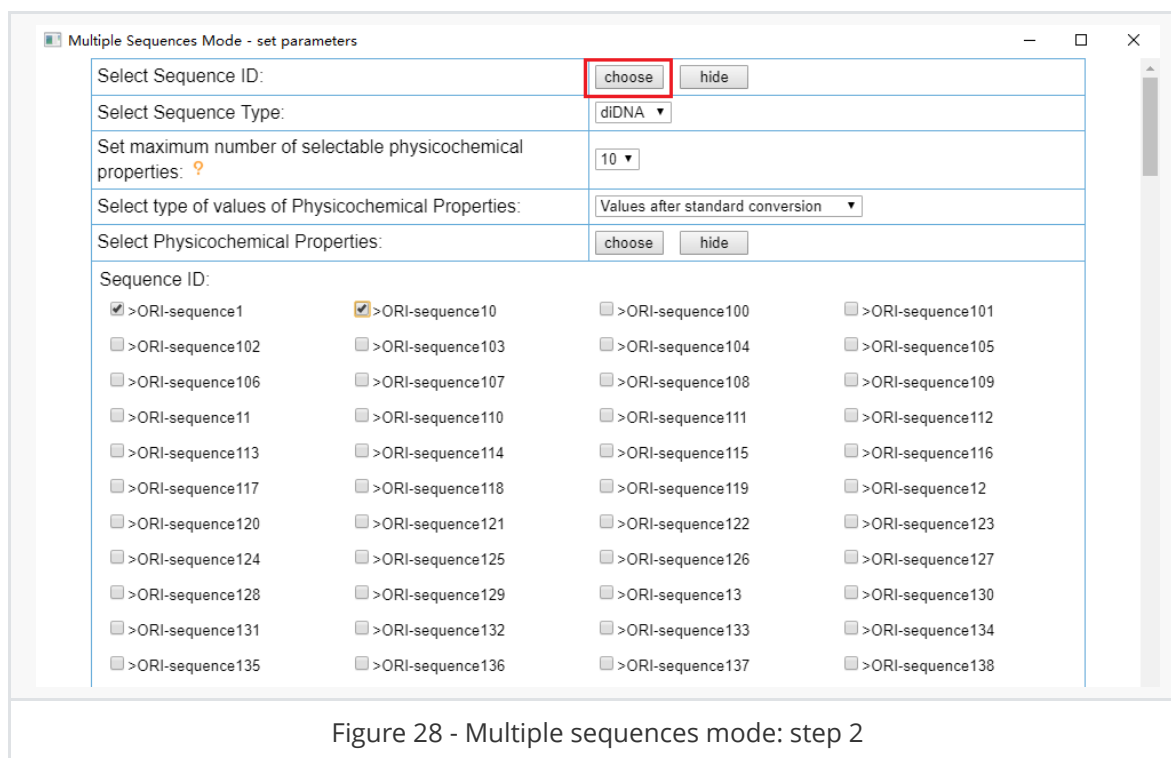 Multiple Sequences Mode - set parameters
Select Sequence ID: choose hide
Select Sequence Type: diDNA
Set maximum number of selectable physicochemical
properties: ? 10
Select type of values of Physicochemical Properties: Values after standard conversion
Select Physicochemical Properties: choose hide
Sequence ID:
>ORI-sequence1 >ORI-sequence10 >ORI-sequence100 >ORI-sequence101
>ORI-sequence102 >ORI-sequence103 >ORI-sequence104 >ORI-sequence105
>ORI-sequence106 >ORI-sequence107 >ORI-sequence108 >ORI-sequence109
>ORI-sequence11 >ORI-sequence110 >ORI-sequence111 >ORI-sequence112
>ORI-sequence113 >ORI-sequence114 >ORI-sequence115 >ORI-sequence116
>ORI-sequence117 >ORI-sequence118 >ORI-sequence119 >ORI-sequence12
>ORI-sequence120 >ORI-sequence121 >ORI-sequence122 >ORI-sequence123
>ORI-sequence124 >ORI-sequence125 >ORI-sequence126 >ORI-sequence127
>ORI-sequence128 >ORI-sequence129 >ORI-sequence13 >ORI-sequence130
>ORI-sequence131 >ORI-sequence132 >ORI-sequence133 >ORI-sequence134
>ORI-sequence135 >ORI-sequence136 >ORI-sequence137 >ORI-sequence138
Figure 28 - Multiple sequences mode: step 2